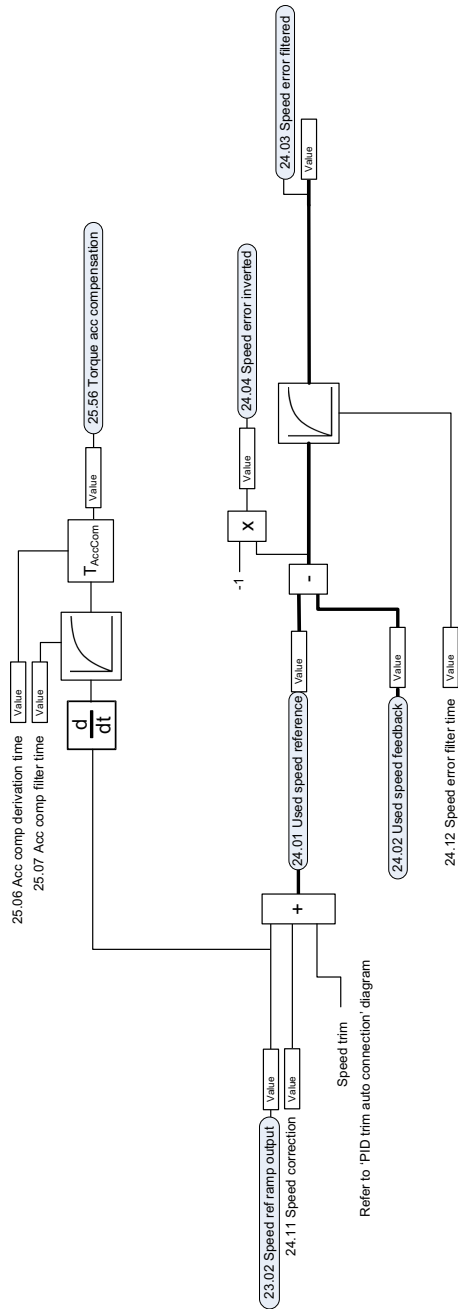 25.06 Acc comp derivation time
Value
25.07 Acc comp filter time
Value
d
dt
TAccCom
Value
25.56 Torque acc compensation
23.02 Speed ref ramp output
Value
24.11 Speed correction
Value
Speed trim
Refer to ‘PID trim auto connection’ diagram
+
24.01 Used speed reference
Value
-1
X
Value
24.04 Speed error inverted
-
24.02 Used speed feedback
Value
24.12 Speed error filter time
Value
Value
24.03 Speed error filtered